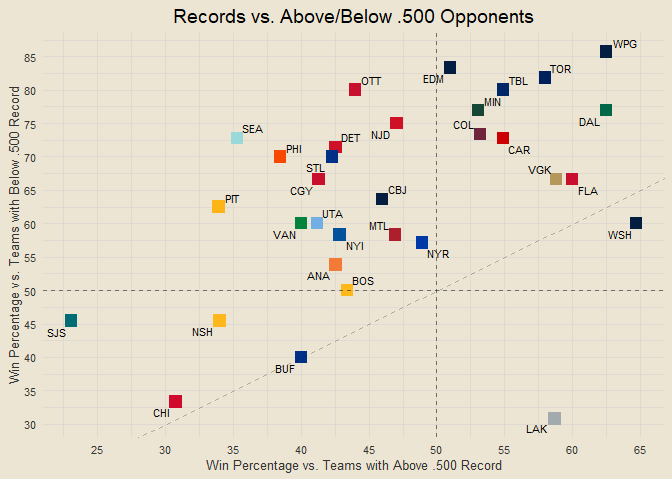 Records vs. Above/Below .500 Opponents
WPG
EDM
TOR
TBL
OTT
MIN
DAL
NJD
COL
CAR
SEA
DET
PHI
STL
VGK
FLA
CGY
CBJ
PIT
UTA
VAN
NYI
MTL
NYR
WSH
ANA
BOS
SJS
NSH
BUF
CHI
LAK
85
80
75
70
65
60
55
50
45
40
35
30
25
30
35
40
45
50
55
60
65
Win Percentage vs. Teams with Above .500 Record
Win Percentage vs. Teams with Below .500 Record